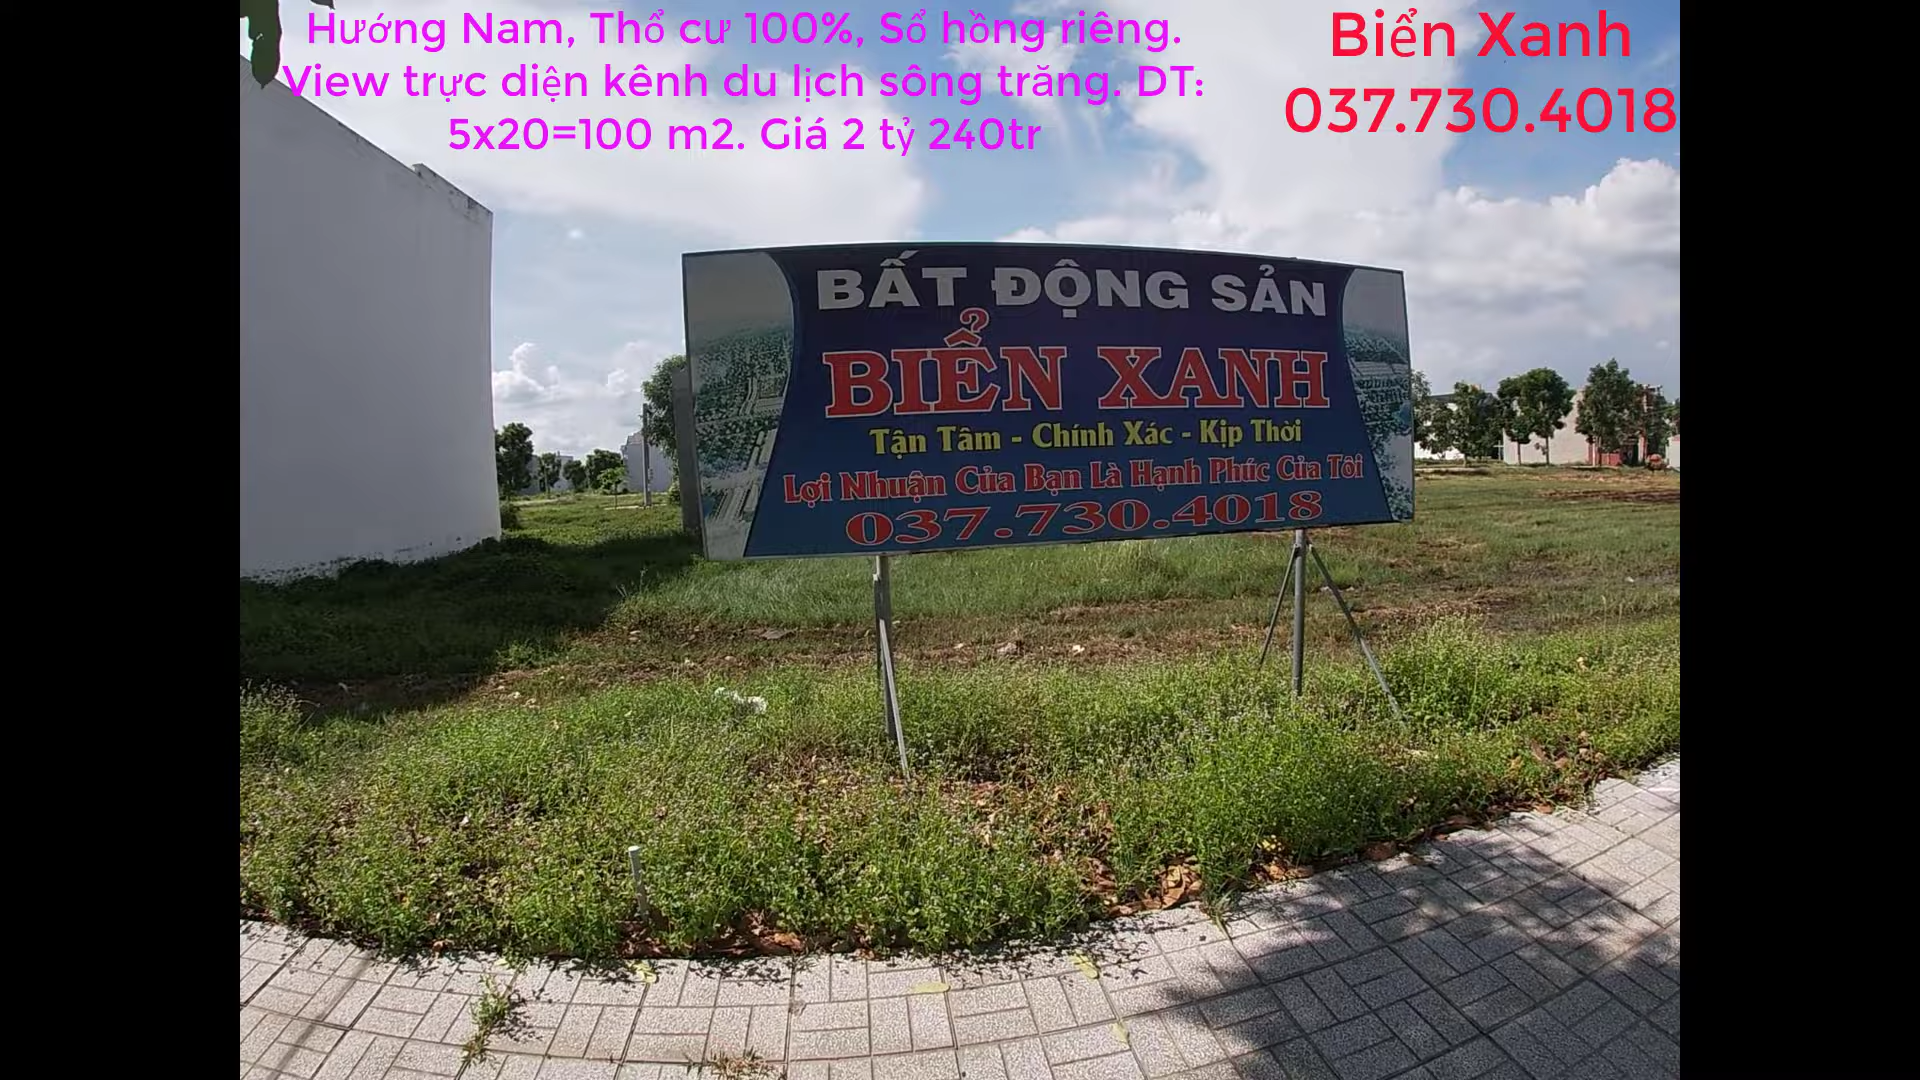 Hướng Nam, Thổ cư 100%, Sổ hồng riêng.
View trực diện kênh du lịch sông trăng. DT:
5x20=100 m2. Giá 2 tỷ 240tr
Biển Xanh
037.730.4018
BẤT ĐỘNG SẢN
BIỂN XANH
Tận Tâm - Chính Xác - Kịp Thời
Lợi Nhuận Của Bạn Là Hạnh Phúc Của Tôi
037.730.4018